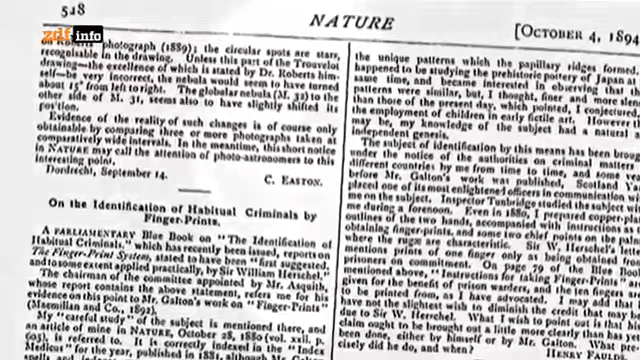 518
NATURE
[OCTOBER 4, 1894
zdf.info
on Roberts' photograph (1889); the circular spots are stars,
recognisable in the drawing. Unless this part of the Trouvelot
drawing—the excellence of which is stated by Dr. Roberts him-
self—be very incorrect, the nebula would seem to have turned
about 15° from left to right. The globular nebula (M. 32) to the
other side of M. 31, seems also to have slightly shifted its
position.
Evidence of the reality of such changes is of course only
obtainable by comparing three or more photographs taken at
comparatively wide intervals. In the meantime, this short notice
in NATURE may call the attention of photo-astronomers to this
interesting point.
Dordrecht, September 14.
C. EASTON.
On the Identification of Habitual Criminals by
Finger-Prints.
A PARLIAMENTARY Blue Book on "The Identification of
Habitual Criminals," which has recently been issued, reports on
The Finger-Print System, stated to have been "first suggested,
and to some extent applied practically, by Sir William Herschel."
The chairman of the committee appointed by Mr. Asquith,
whose report contains the above statement, refers me for his
evidence on this point to Mr. Galton's work on "Finger-Prints"
(Macmillan and Co., 1892).
My "careful study" of the subject is mentioned there, and
an article of mine in NATURE, October 28, 1880 (vol. xxii. p.
605), is referred to. It is correctly indexed in the "Index
Medicus" for the year, published in 1881, although Mr. Galton
the unique patterns which the papillary ridges formed.
happened to be studying the prehistoric pottery of Japan a
same time, and became interested in observing that th
patterns were similar, but, I thought, finer and more slen
than those of the present day, which pointed, I conjectured,
the employment of children in early fictile art. However t
may be, my knowledge of the subject had a natural
independent genesis.
The subject of identification by this means has been brou
under the notice of the authorities on criminal matters
different countries by me from time to time, and some ye
before Mr. Galton's work was published, Scotland Ya
placed one of its most enlightened officers in communication wi
me on the subject. Inspector Tunbridge studied the subject wi
me during a forenoon. Even in 1880, I prepared copper-pla
outlines of the two hands, accompanied with instructions as
obtaining finger-prints, and some two chief points on the pal
where the rugæ are characteristic. Sir W. Herschel's lette
mentions prints of one finger only as being obtained fro
prisoners on commitment. On page 79 of the Blue Book
mentioned above, "Instructions for taking Finger-Prints" a
given for the benefit of prison warders, and the ten fingers a
to be printed from, as I have advocated. I may add that
have not the slightest wish to diminish the credit that may b
due to Sir W. Herschel. What I wish to point out is that h
claim ought to be brought out a little more clearly than has
been done, either by himself or by Mr. Galton. What pre-
cisely did he do, and when?
HENRY FAULDS.